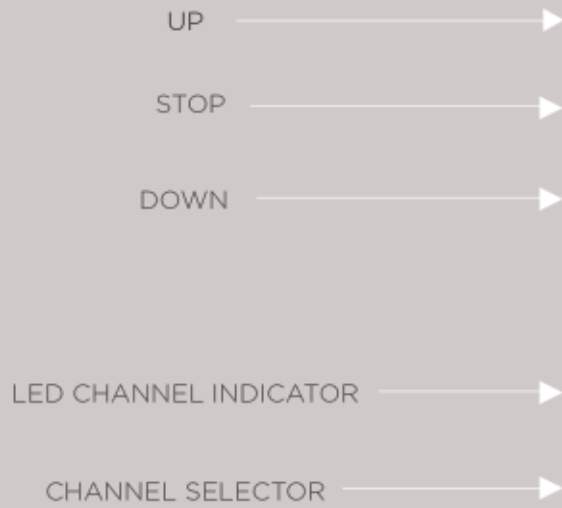 UP
STOP
DOWN
LED CHANNEL INDICATOR
CHANNEL SELECTOR